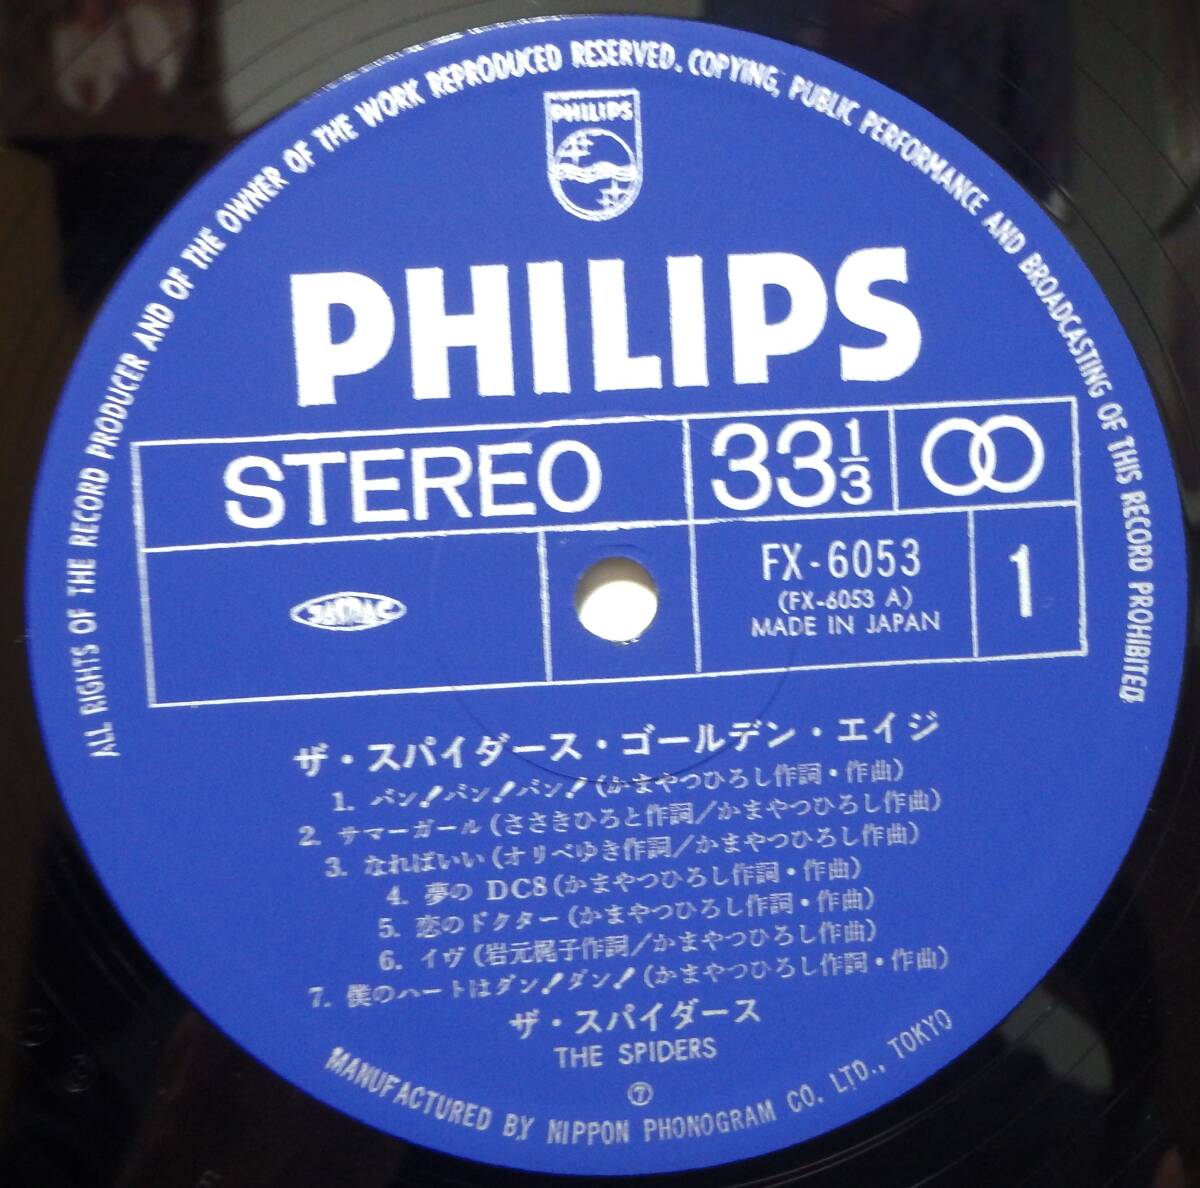 ALL RIGHTS OF THE RECORD PRODUCER AND OF THE OWNER OF THE WORK REPRODUCED RESERVED. COPYING, PUBLIC PERFORMANCE AND BROADCASTING OF THIS RECORD PROHIBITED
PHILIPS
PHILIPS
STEREO 33 1/3
JASRAC FX-6053 1
(FX-6053 A)
MADE IN JAPAN
ザ・スパイダース・ゴールデン・エイジ
1. バン!バン!バン!(かまやつひろし作詞・作曲)
2. サマーガール(ささきひろと作詞/かまやつひろし作曲)
3. なればいい(オリベゆき作詞/かまやつひろし作曲)
4. 夢の DC8(かまやつひろし作詞・作曲)
5. 恋のドクター(かまやつひろし作詞・作曲)
6. イヴ(岩元梶子作詞/かまやつひろし作曲)
7. 僕のハートはダン!ダン!(かまやつひろし作詞・作曲)
ザ・スパイダース
THE SPIDERS
⑦
MANUFACTURED BY NIPPON PHONOGRAM CO. LTD., TOKYO